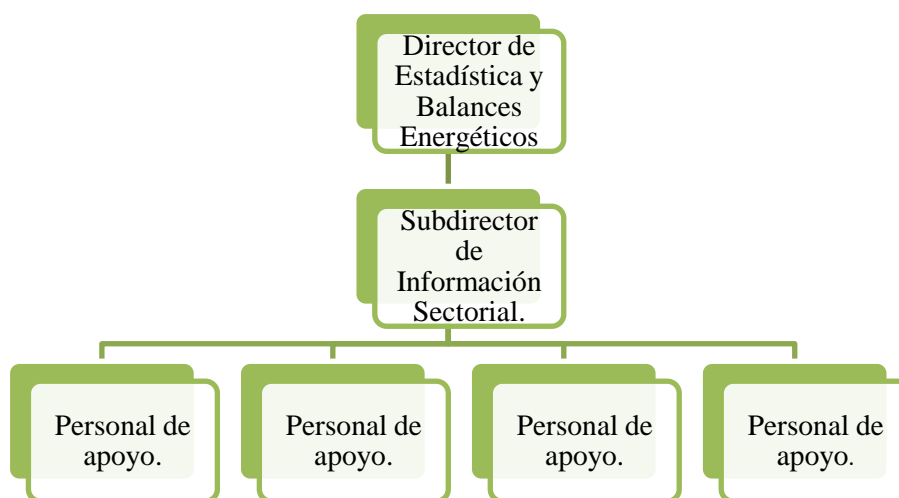 Director de
Estadística y
Balances
Energéticos
Subdirector
de
Información
Sectorial.
Personal de
apoyo.
Personal de
apoyo.
Personal de
apoyo.
Personal de
apoyo.